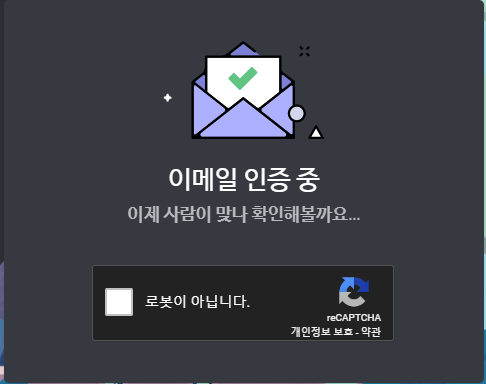 이메일 인증 중
이제 사람이 맞나 확인해볼까요...
로봇이 아닙니다.
reCAPTCHA
개인정보 보호 - 약관